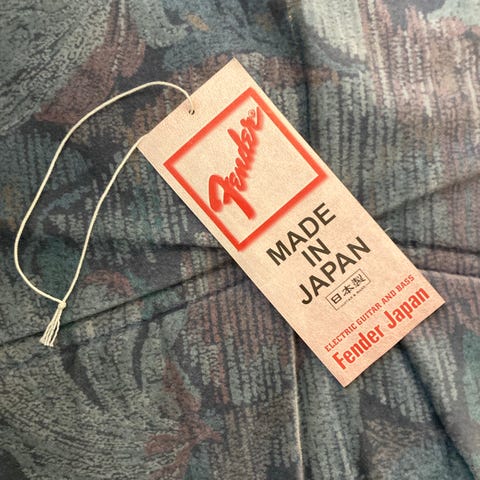 Fender®
MADE
IN
JAPAN
日本製
ELECTRIC GUITAR AND BASS
Fender Japan